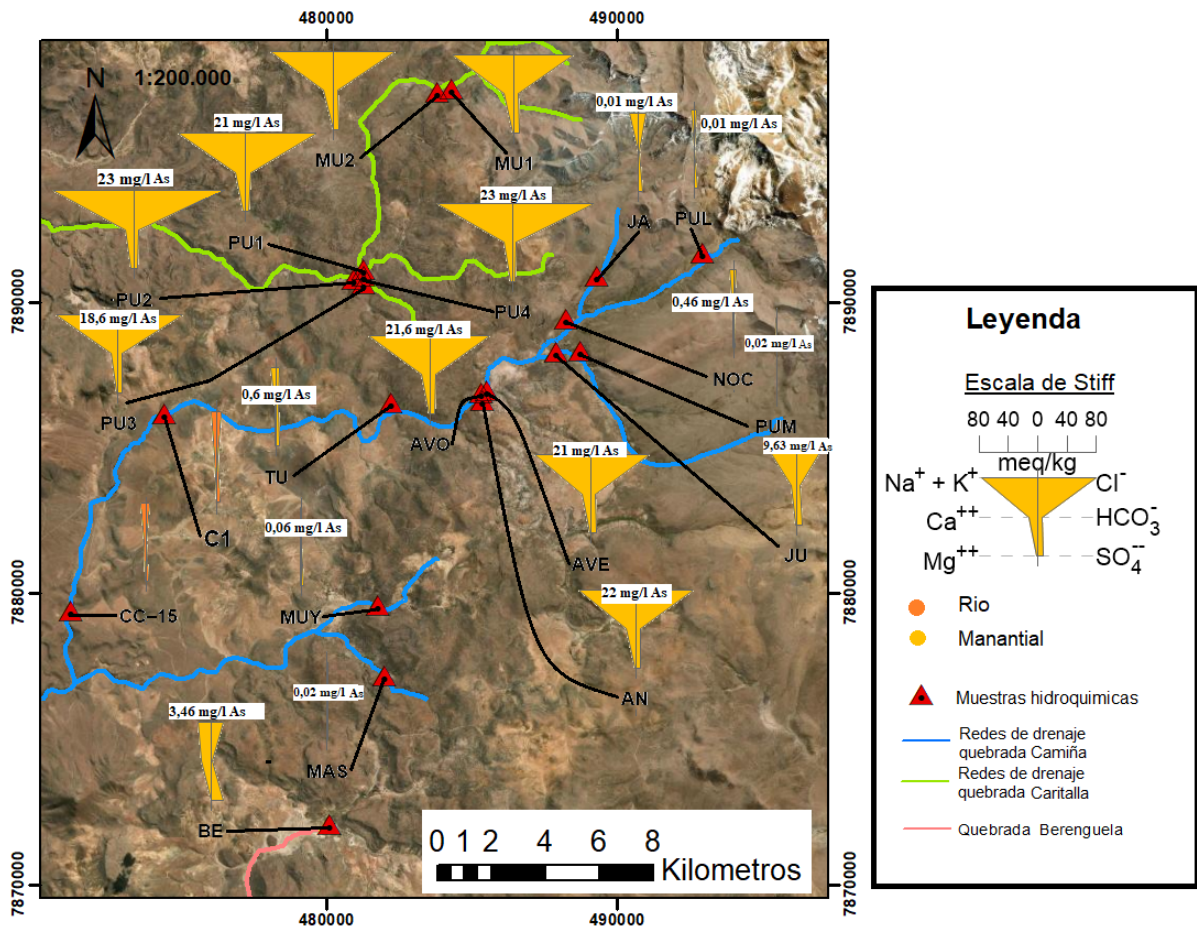 480000
490000
N
1:200.000
0,01 mg/l As
0,01 mg/l As
21 mg/l As
MU2
MU1
23 mg/l As
23 mg/l As
JA
PUL
PU1
PU2
PU4
0,46 mg/l As
18,6 mg/l As
21,6 mg/l As
0,02 mg/l As
NOC
0,6 mg/l As
PU3
PUM
AVO
TU
21 mg/l As
9,63 mg/l As
C1
0,06 mg/l As
JU
AVE
22 mg/l As
CC–15
MUY
0,02 mg/l As
AN
3,46 mg/l As
MAS
BE
0 1 2 4 6 8
Kilometros
7890000
7880000
7870000
7890000
7880000
7870000
480000
490000
Leyenda
Escala de Stiff
80 40 0 40 80
meq/kg
Na+ + K+ Cl-
Ca++ HCO3-
Mg++ SO4--
Rio
Manantial
Muestras hidroquimicas
Redes de drenaje
quebrada Camiña
Redes de drenaje
quebrada Caritalla
Quebrada Berenguela